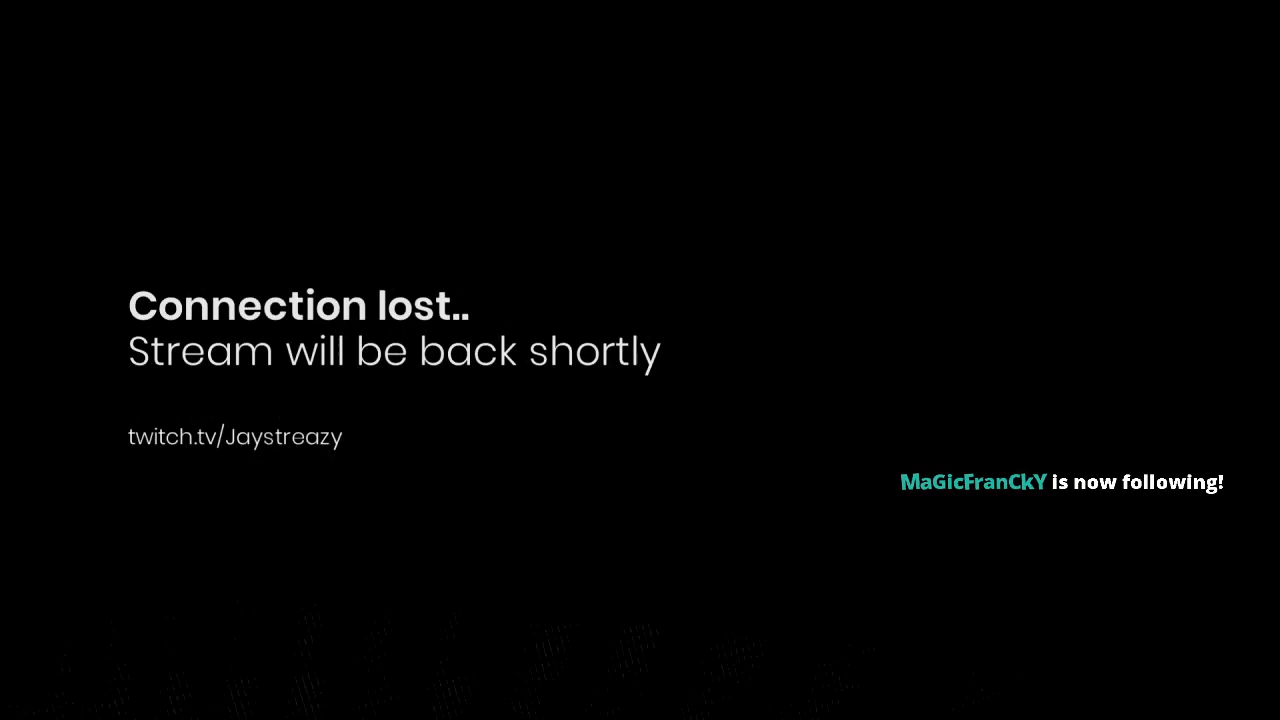 Connection lost..
Stream will be back shortly
twitch.tv/Jaystreazy
MaGicFranCkY is now following!